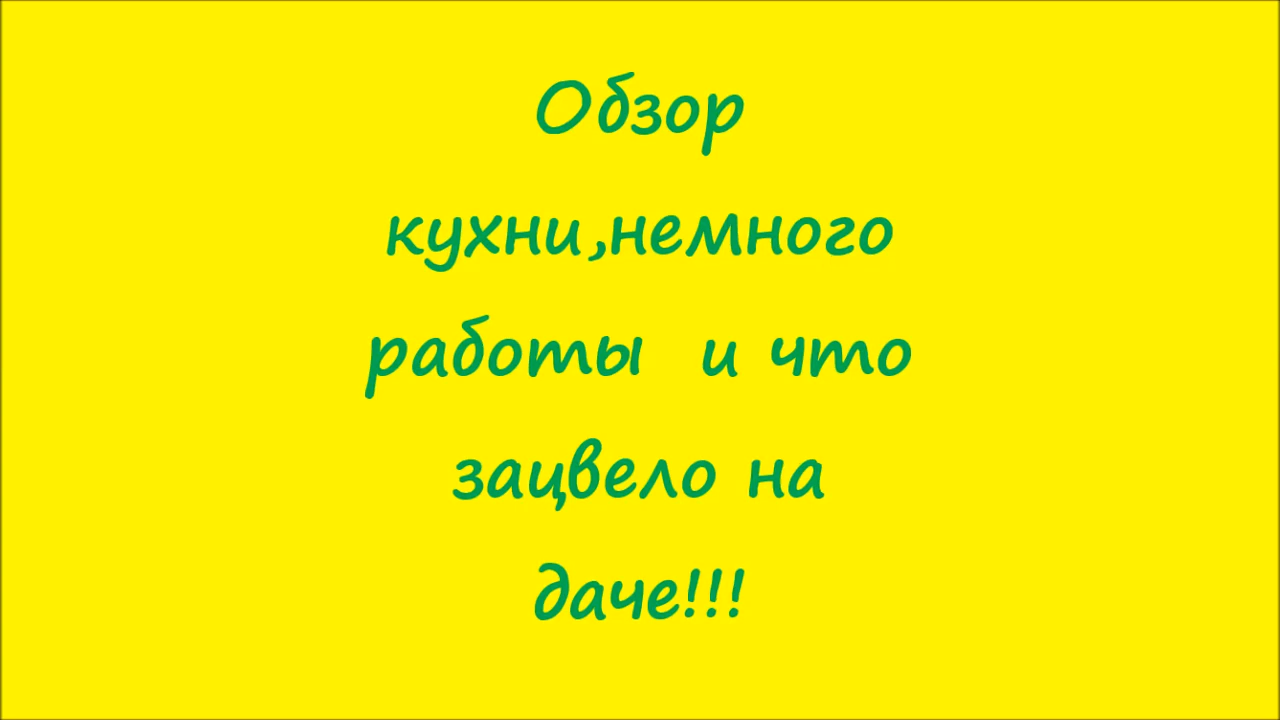 Обзор
кухни,немного
работы  и что
зацвело на
даче!!!